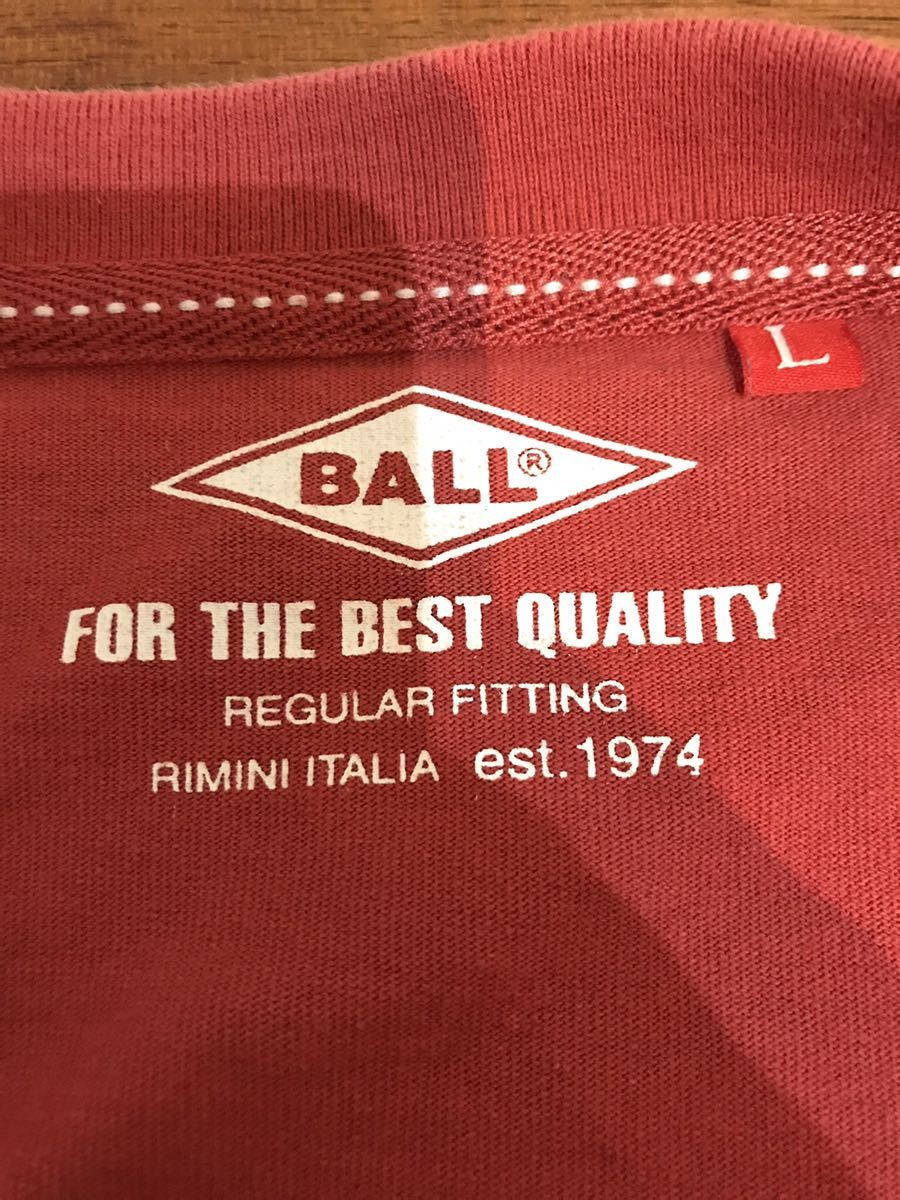 L
BALL®
FOR THE BEST QUALITY
REGULAR FITTING
RIMINI ITALIA est.1974